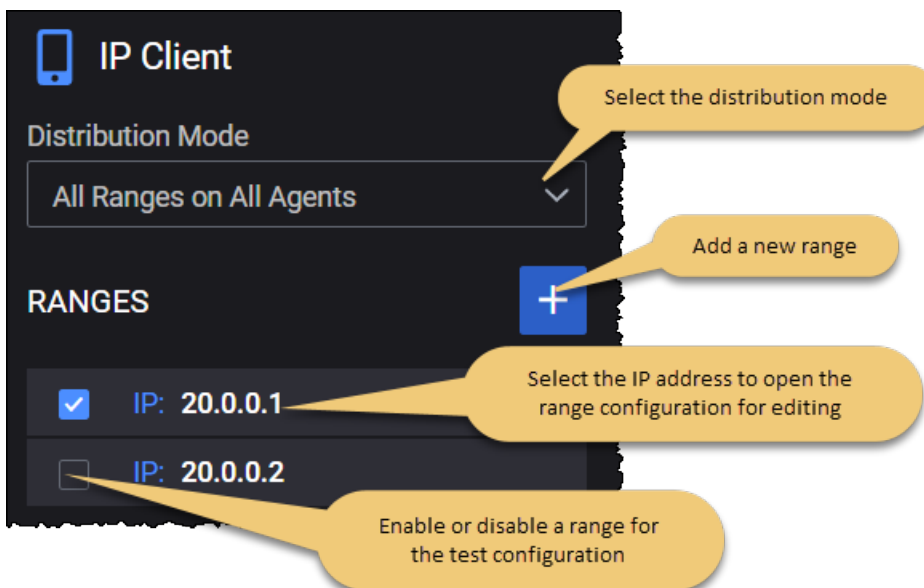 IP Client
Select the distribution mode
Distribution Mode
All Ranges on All Agents
Add a new range
RANGES
Select the IP address to open the
range configuration for editing
IP: 20.0.0.1
IP: 20.0.0.2
Enable or disable a range for
the test configuration